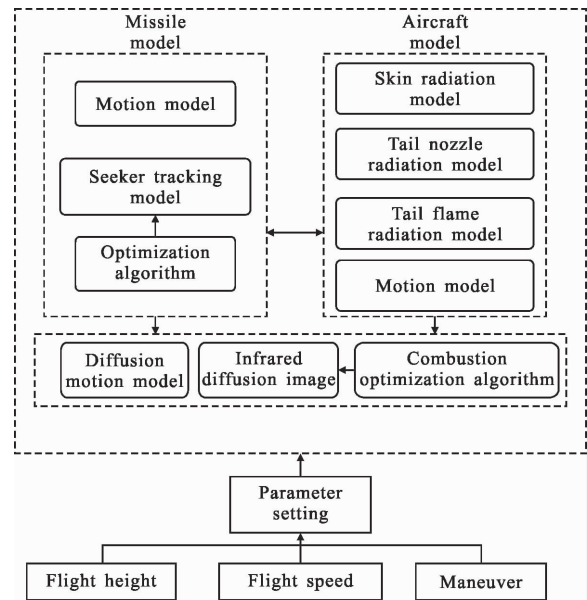 Missile
model
Aircraft
model
Motion model
Seeker tracking
model
Optimization
algorithm
Skin radiation
model
Tail nozzle
radiation model
Tail flame
radiation model
Motion model
Diffusion
motion model
Infrared
diffusion image
Combustion
optimization algorithm
Parameter
setting
Flight height
Flight speed
Maneuver